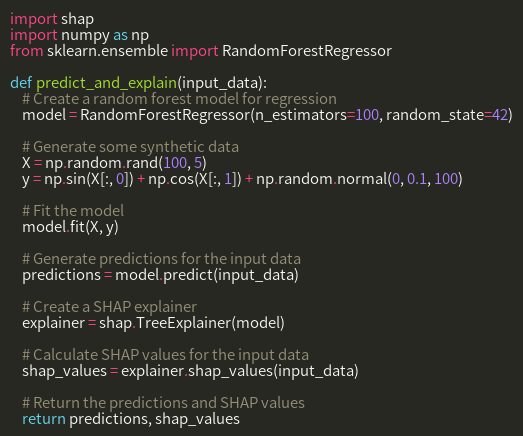 import shap
import numpy as np
from sklearn.ensemble import RandomForestRegressor
def predict_and_explain(input_data):
# Create a random forest model for regression
model = RandomForestRegressor(n_estimators=100, random_state=42)
# Generate some synthetic data
X = np.random.rand(100, 5)
y = np.sin(X[:, 0]) + np.cos(X[:, 1]) + np.random.normal(0, 0.1, 100)
# Fit the model
model.fit(X, y)
# Generate predictions for the input data
predictions = model.predict(input_data)
# Create a SHAP explainer
explainer = shap.TreeExplainer(model)
# Calculate SHAP values for the input data
shap_values = explainer.shap_values(input_data)
# Return the predictions and SHAP values
return predictions, shap_values